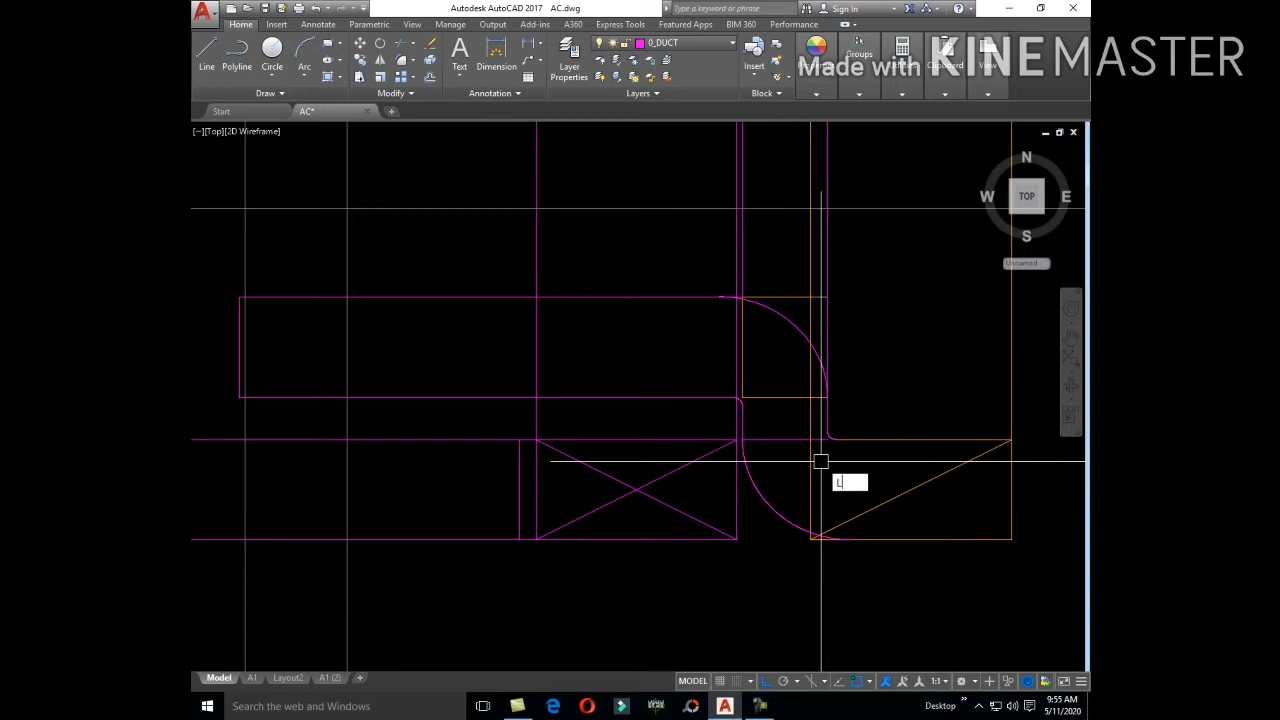 Autodesk AutoCAD 2017 AC.dwg
Type a keyword or phrase
Sign In
Home Insert Annotate Parametric View Manage Output Add-ins A360 Express Tools Featured Apps BIM 360 Performance
Line Polyline Circle Arc
Text Dimension
Layer Properties
0_DUCT
Insert
Groups
Made with KINEMASTER
Draw Modify Annotation Layers Block
Start AC*
[−][Top][2D Wireframe]
N
W TOP E
S
Unnamed
L
Model A1 Layout2 A1 (2)
MODEL 1:1
Search the web and Windows
Desktop
9:55 AM
5/11/2020